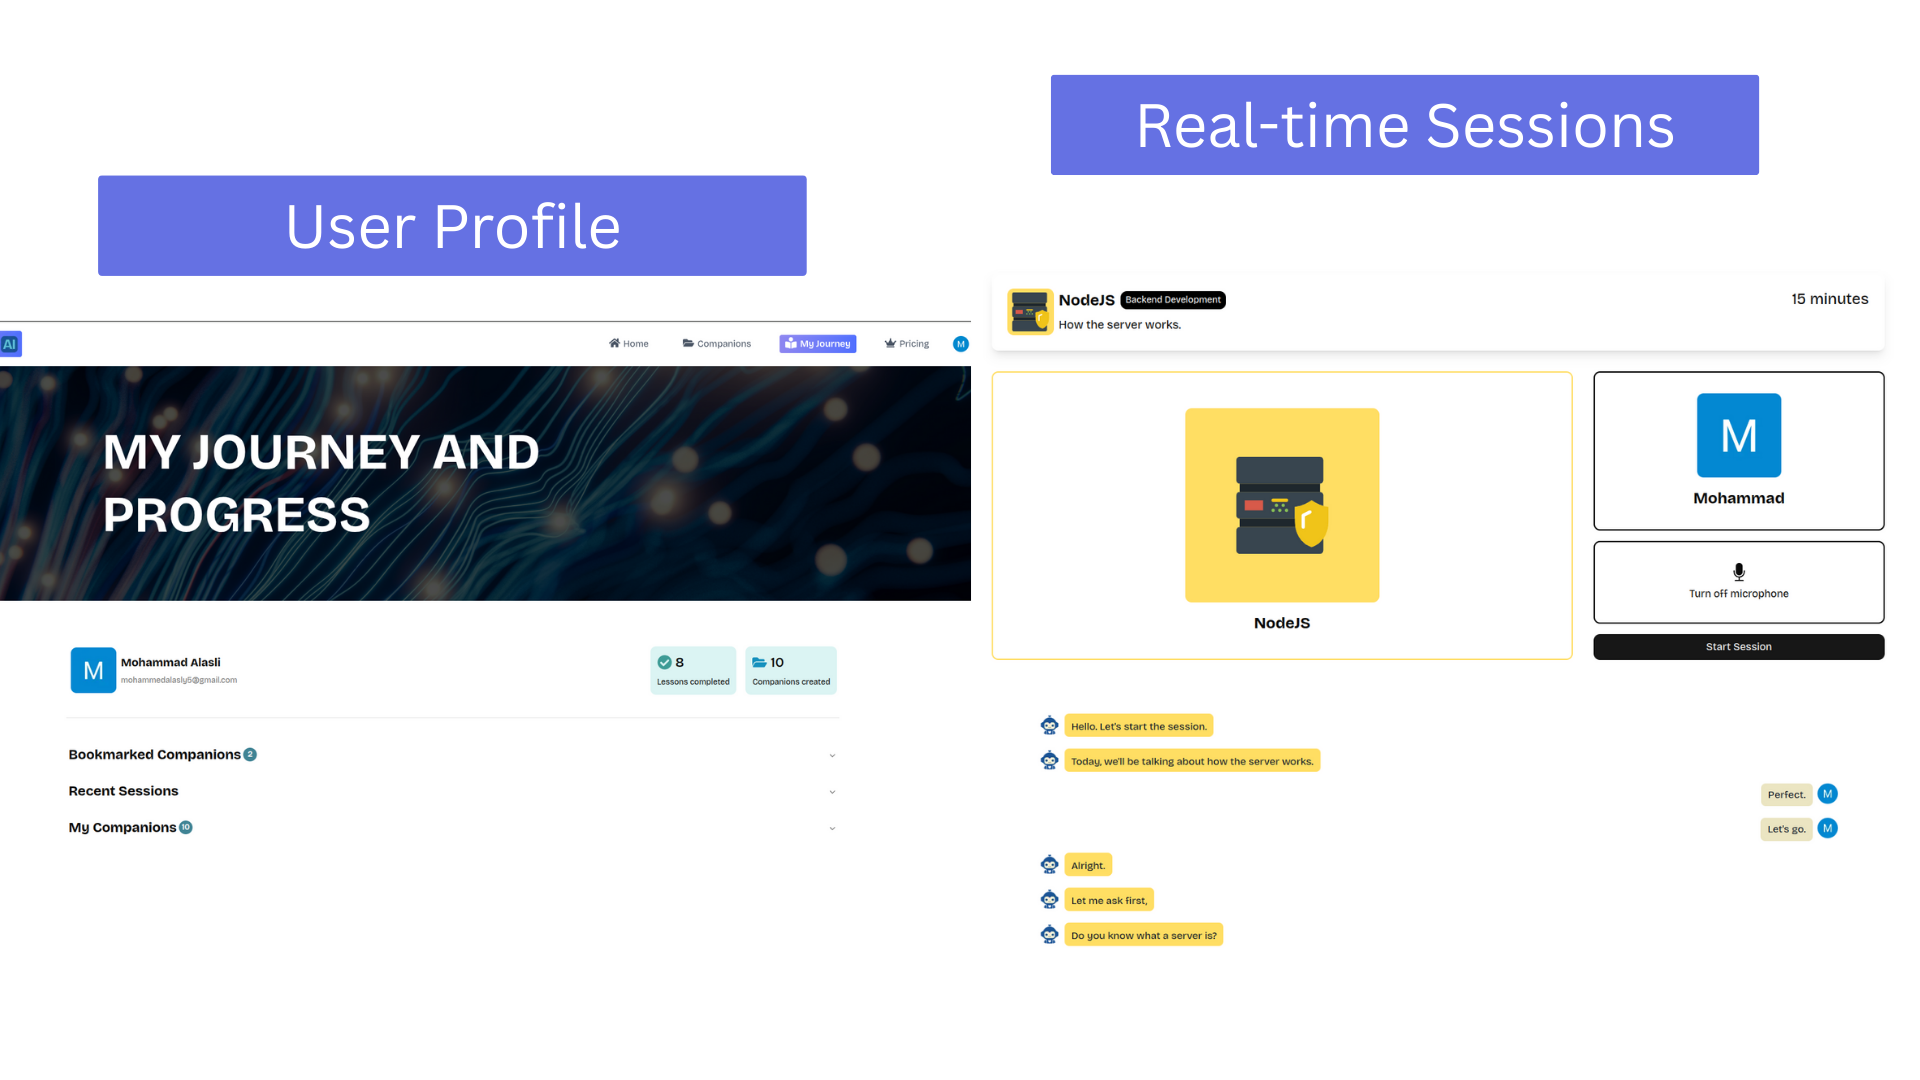 User Profile
AI
Home
Companions
My Journey
Pricing
M
MY JOURNEY AND
PROGRESS
M
Mohammad Alasli
mohammedalasly6@gmail.com
8
Lessons completed
10
Companions created
Bookmarked Companions 2
Recent Sessions
My Companions 10
Real-time Sessions
NodeJS
Backend Development
How the server works.
15 minutes
NodeJS
M
Mohammad
Turn off microphone
Start Session
Hello. Let's start the session.
Today, we'll be talking about how the server works.
Perfect.
M
Let's go.
M
Alright.
Let me ask first,
Do you know what a server is?